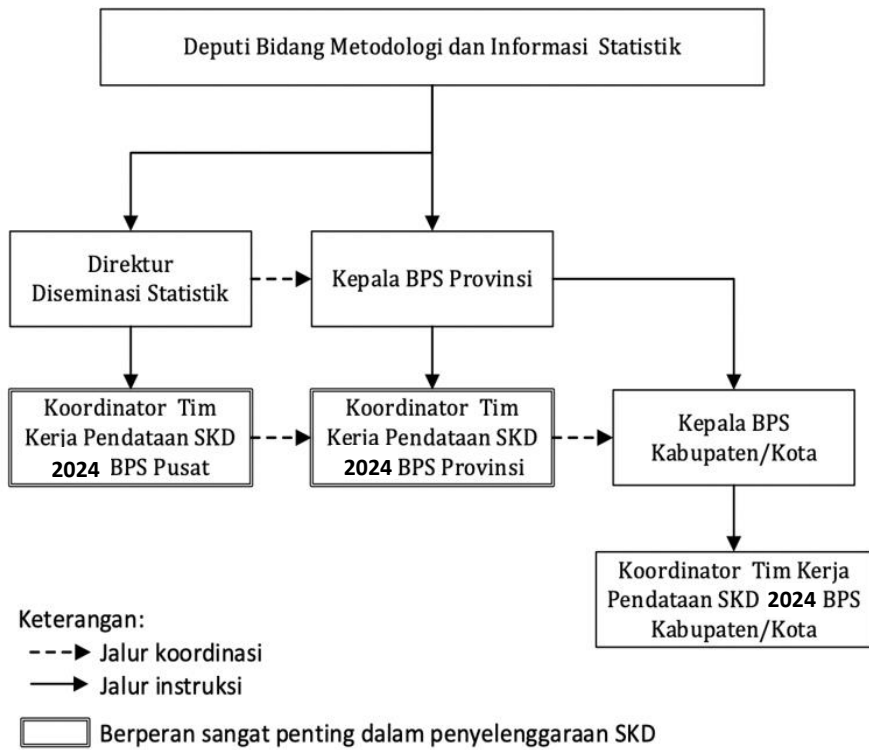 Deputi Bidang Metodologi dan Informasi Statistik
Direktur
Diseminasi Statistik
Kepala BPS Provinsi
Koordinator Tim
Kerja Pendataan SKD
2024 BPS Pusat
Koordinator Tim
Kerja Pendataan SKD
2024 BPS Provinsi
Kepala BPS
Kabupaten/Kota
Koordinator Tim Kerja
Pendataan SKD 2024 BPS
Kabupaten/Kota
Keterangan:
Jalur koordinasi
Jalur instruksi
Berperan sangat penting dalam penyelenggaraan SKD